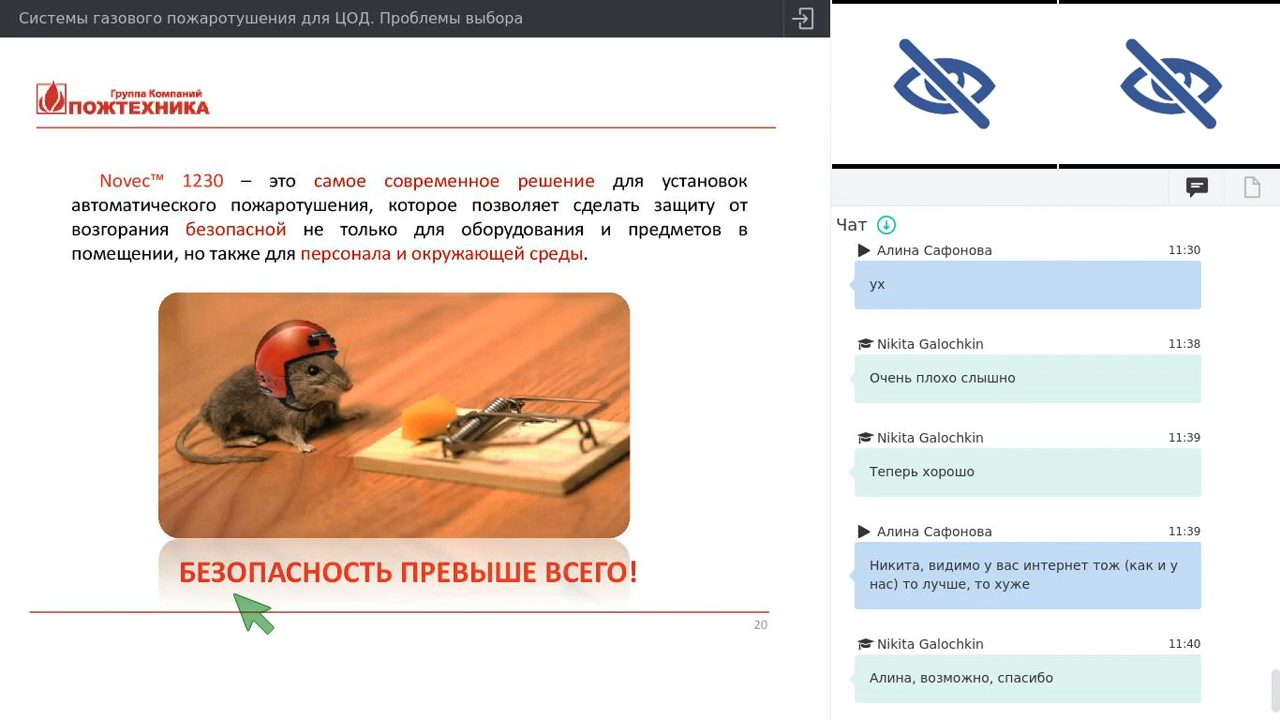 Системы газового пожаротушения для ЦОД. Проблемы выбора
Группа Компаний
ПОЖТЕХНИКА
Novec™ 1230 – это самое современное решение для установок
автоматического пожаротушения, которое позволяет сделать защиту от
возгорания безопасной не только для оборудования и предметов в
помещении, но также для персонала и окружающей среды.
БЕЗОПАСНОСТЬ ПРЕВЫШЕ ВСЕГО!
20
Чат
Алина Сафонова 11:30
ух
Nikita Galochkin 11:38
Очень плохо слышно
Nikita Galochkin 11:39
Теперь хорошо
Алина Сафонова 11:39
Никита, видимо у вас интернет тож (как и у
нас) то лучше, то хуже
Nikita Galochkin 11:40
Алина, возможно, спасибо